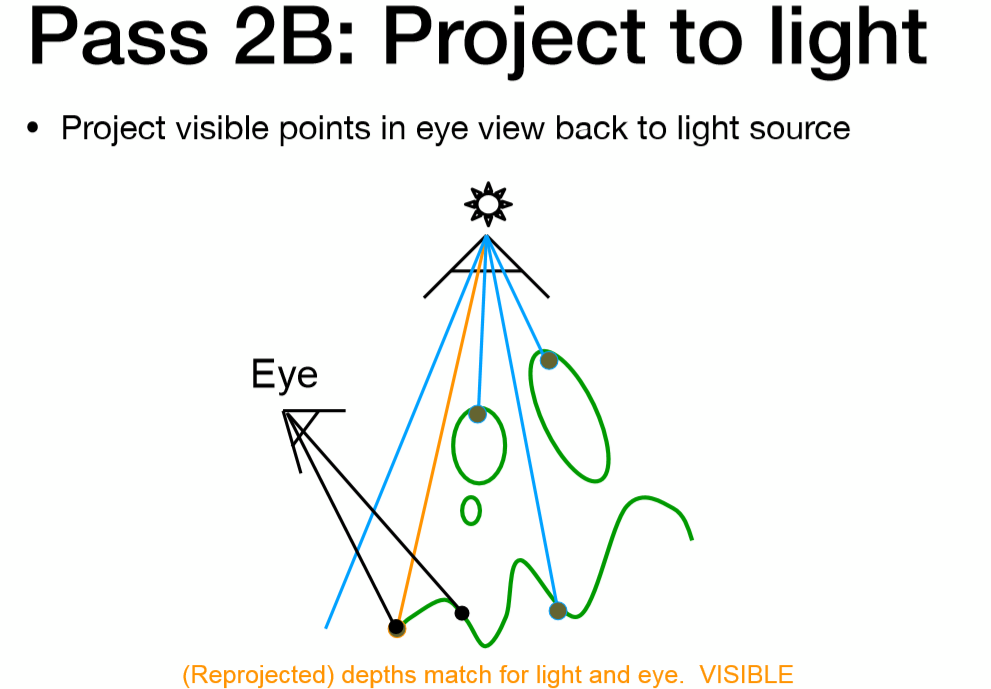 Pass 2B: Project to light
• Project visible points in eye view back to light source
Eye
(Reprojected) depths match for light and eye.  VISIBLE